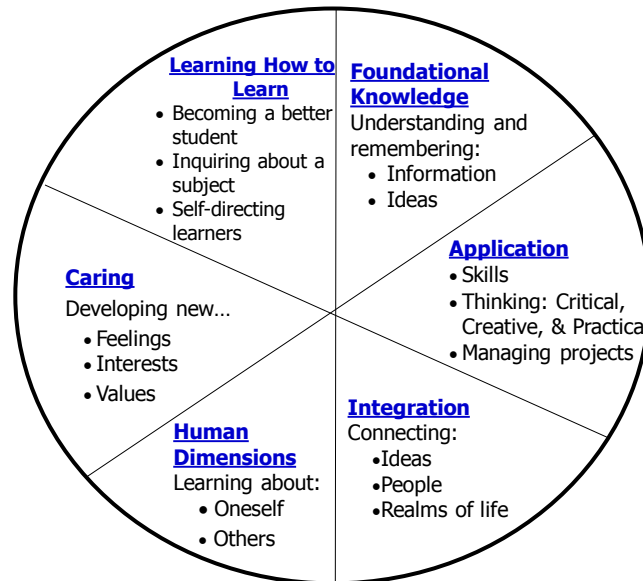 Learning How to
Learn
• Becoming a better
student
• Inquiring about a
subject
• Self-directing
learners
Foundational
Knowledge
Understanding and
remembering:
• Information
• Ideas
Application
• Skills
• Thinking: Critical,
Creative, & Practica
• Managing projects
Integration
Connecting:
•Ideas
•People
•Realms of life
Human
Dimensions
Learning about:
• Oneself
• Others
Caring
Developing new...
• Feelings
• Interests
• Values